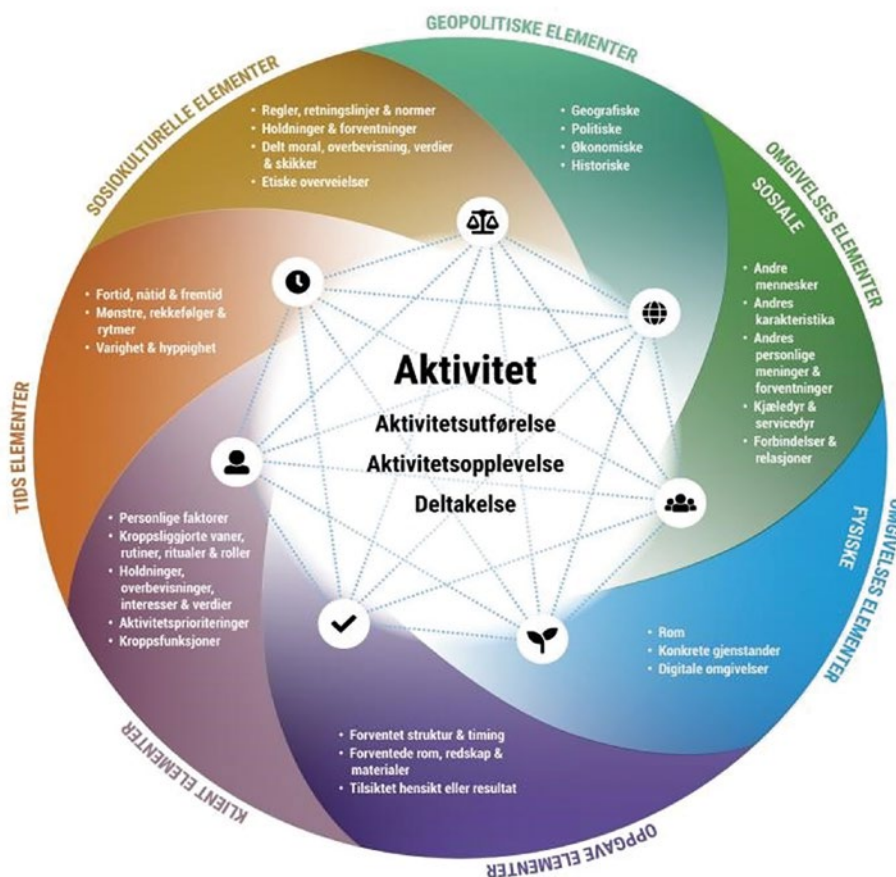 GEOPOLITISKE ELEMENTER
• Geografiske
• Politiske
• Økonomiske
• Historiske
OMGIVELSES ELEMENTER
SOSIALE
• Andre
mennesker
• Andres
karakteristika
• Andres
personlige
meninger &
forventninger
• Kjæledyr &
servicedyr
• Forbindelser &
relasjoner
OMGIVELSES ELEMENTER
FYSISKE
• Rom
• Konkrete gjenstander
• Digitale omgivelser
OPPGAVE ELEMENTER
• Forventet struktur & timing
• Forventede rom, redskap &
materialer
• Tilsiktet hensikt eller resultat
KLIENT ELEMENTER
• Personlige faktorer
• Kroppsliggjorte vaner,
rutiner, ritualer & roller
• Holdninger,
overbevisninger,
interesser & verdier
• Aktivitetsprioriteringer
• Kroppsfunksjoner
TIDS ELEMENTER
• Fortid, nåtid & fremtid
• Mønstre, rekkefølger &
rytmer
• Varighet & hyppighet
SOSIOKULTURELLE ELEMENTER
• Regler, retningslinjer & normer
• Holdninger & forventninger
• Delt moral, overbevisning, verdier
& skikker
• Etiske overveielser
Aktivitet
Aktivitetsutførelse
Aktivitetsopplevelse
Deltakelse